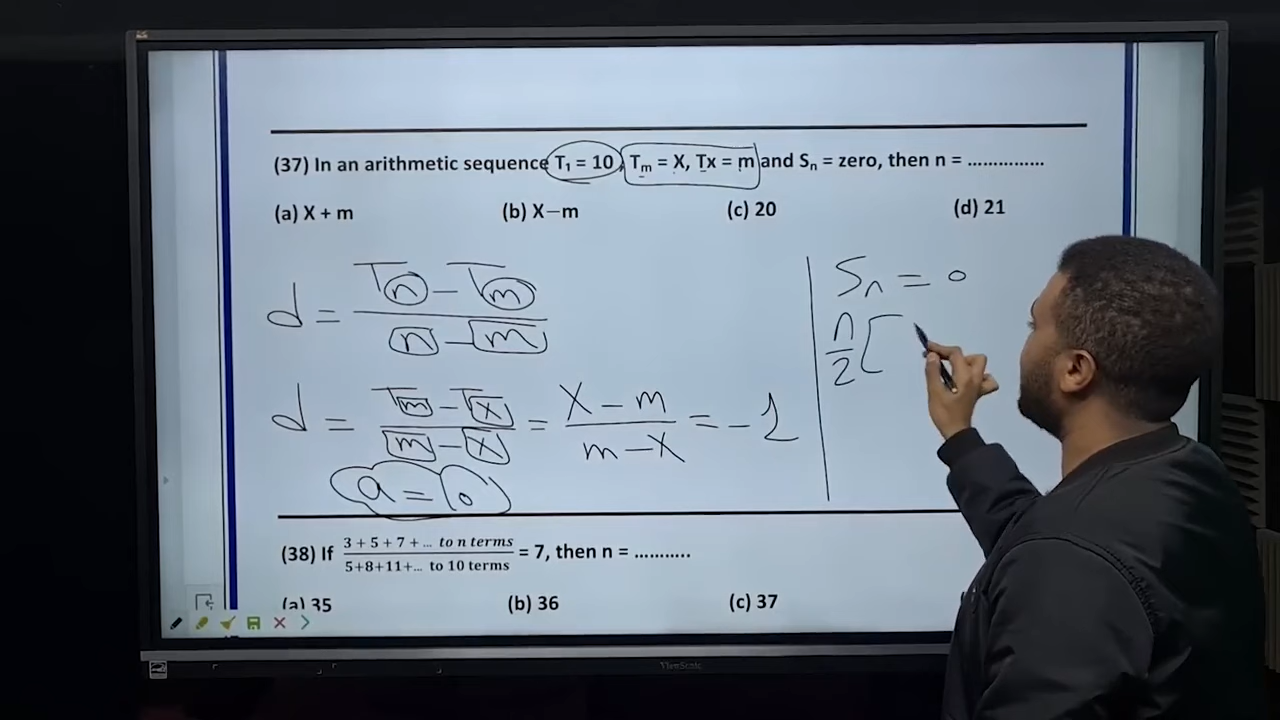 (37) In an arithmetic sequence T₁ = 10, Tₘ = X, Tx = m and Sₙ = zero, then n = ...............
(a) X + m (b) X−m (c) 20 (d) 21
d = (Tn − Tm)/(n − m)
d = (Tm − Tx)/(m − x) = (X − m)/(m − X) = −1
a = 10
Sn = 0
n/2 [
(38) If (3 + 5 + 7 + ... to n terms)/(5+8+11+... to 10 terms) = 7, then n = ...........
(a) 35 (b) 36 (c) 37
ViewSonic